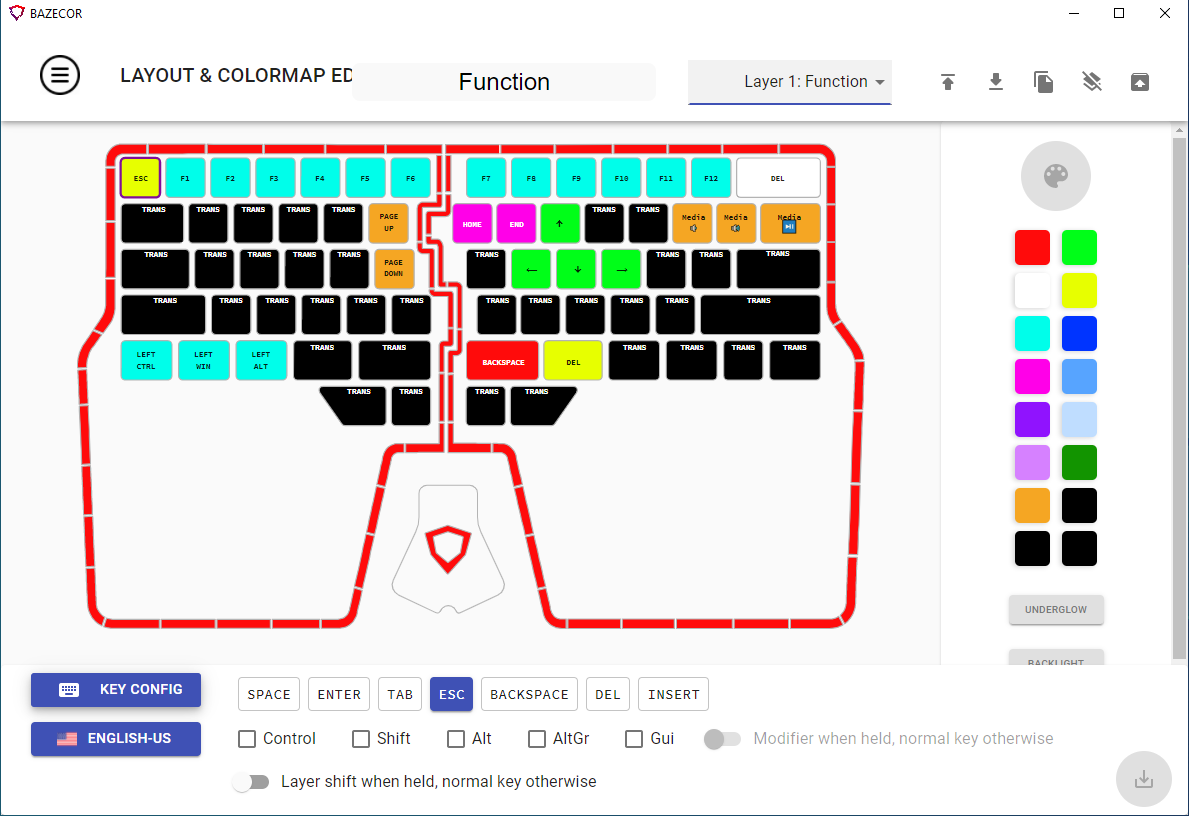 BAZECOR
LAYOUT & COLORMAP ED
Function
Layer 1: Function
ESC F1 F2 F3 F4 F5 F6 F7 F8 F9 F10 F11 F12 DEL
TRANS TRANS TRANS TRANS TRANS PAGE UP HOME END ↑ TRANS TRANS Media Media Media
TRANS TRANS TRANS TRANS TRANS PAGE DOWN TRANS ← ↓ → TRANS TRANS TRANS
TRANS TRANS TRANS TRANS TRANS TRANS TRANS TRANS TRANS TRANS TRANS TRANS
LEFT CTRL LEFT WIN LEFT ALT TRANS TRANS BACKSPACE DEL TRANS TRANS TRANS TRANS
TRANS TRANS TRANS TRANS
UNDERGLOW
BACKLIGHT
KEY CONFIG
ENGLISH-US
SPACE ENTER TAB ESC BACKSPACE DEL INSERT
Control Shift Alt AltGr Gui Modifier when held, normal key otherwise
Layer shift when held, normal key otherwise